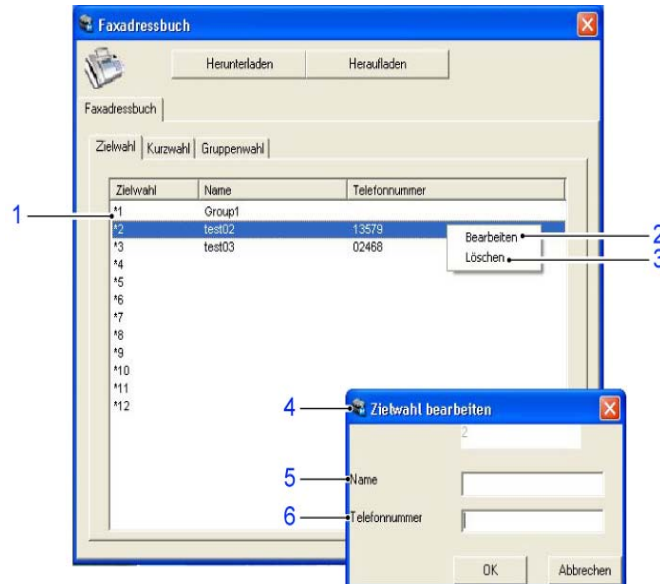 Faxadressbuch
Herunterladen Heraufladen
Faxadressbuch
Zielwahl Kurzwahl Gruppenwahl
Zielwahl Name Telefonnummer
1 *1 Group1
*2 test02 13579
Bearbeiten 2
*3 test03 02468
Löschen 3
*4
*5
*6
*7
*8
*9
*10
*11
*12
4 Zielwahl bearbeiten
2
5 Name
6 Telefonnummer
OK Abbrechen